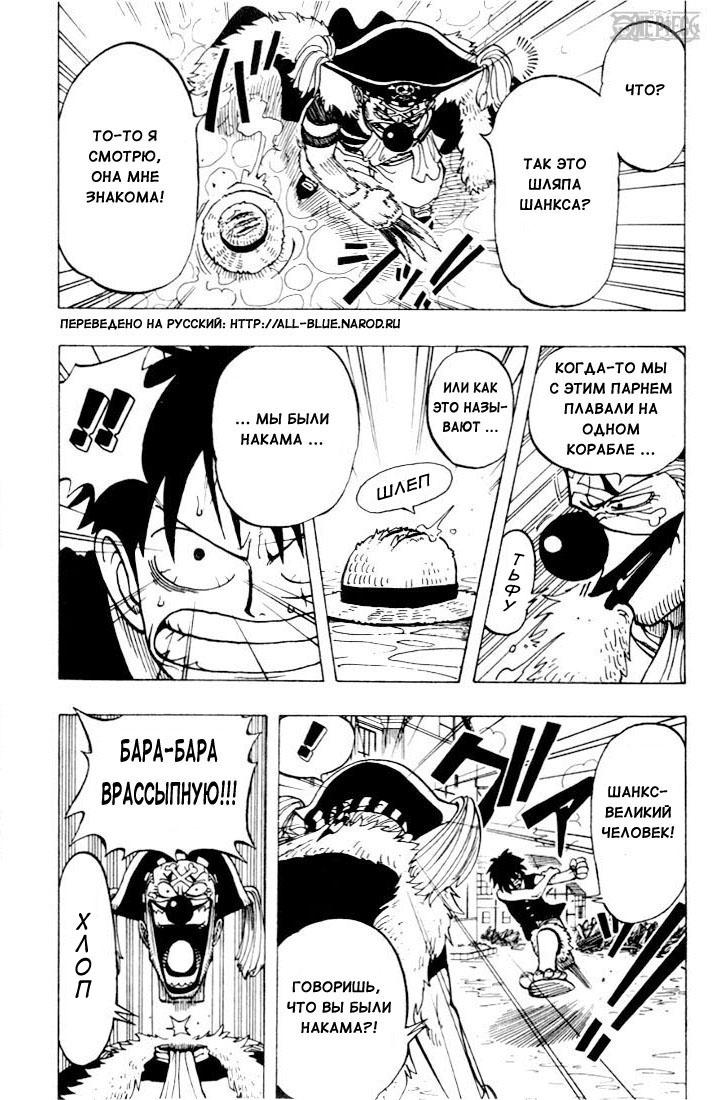 ONE PIECE
ЧТО?
ТАК ЭТО
ШЛЯПА
ШАНКСА?
ТО-ТО Я
СМОТРЮ,
ОНА МНЕ
ЗНАКОМА!
ПЕРЕВЕДЕНО НА РУССКИЙ: HTTP://ALL-BLUE.NAROD.RU
КОГДА-ТО МЫ
С ЭТИМ ПАРНЕМ
ПЛАВАЛИ НА
ОДНОМ
КОРАБЛЕ ...
ТЬФУ
ИЛИ КАК
ЭТО НАЗЫ-
ВАЮТ ...
ШЛЕП
... МЫ БЫЛИ
НАКАМА ...
!!
ШАНКС-
ВЕЛИКИЙ
ЧЕЛОВЕК!
!
ГОВОРИШЬ,
ЧТО ВЫ БЫЛИ
НАКАМА?!
БАРА-БАРА
ВРАССЫПНУЮ!!!
ХЛОП